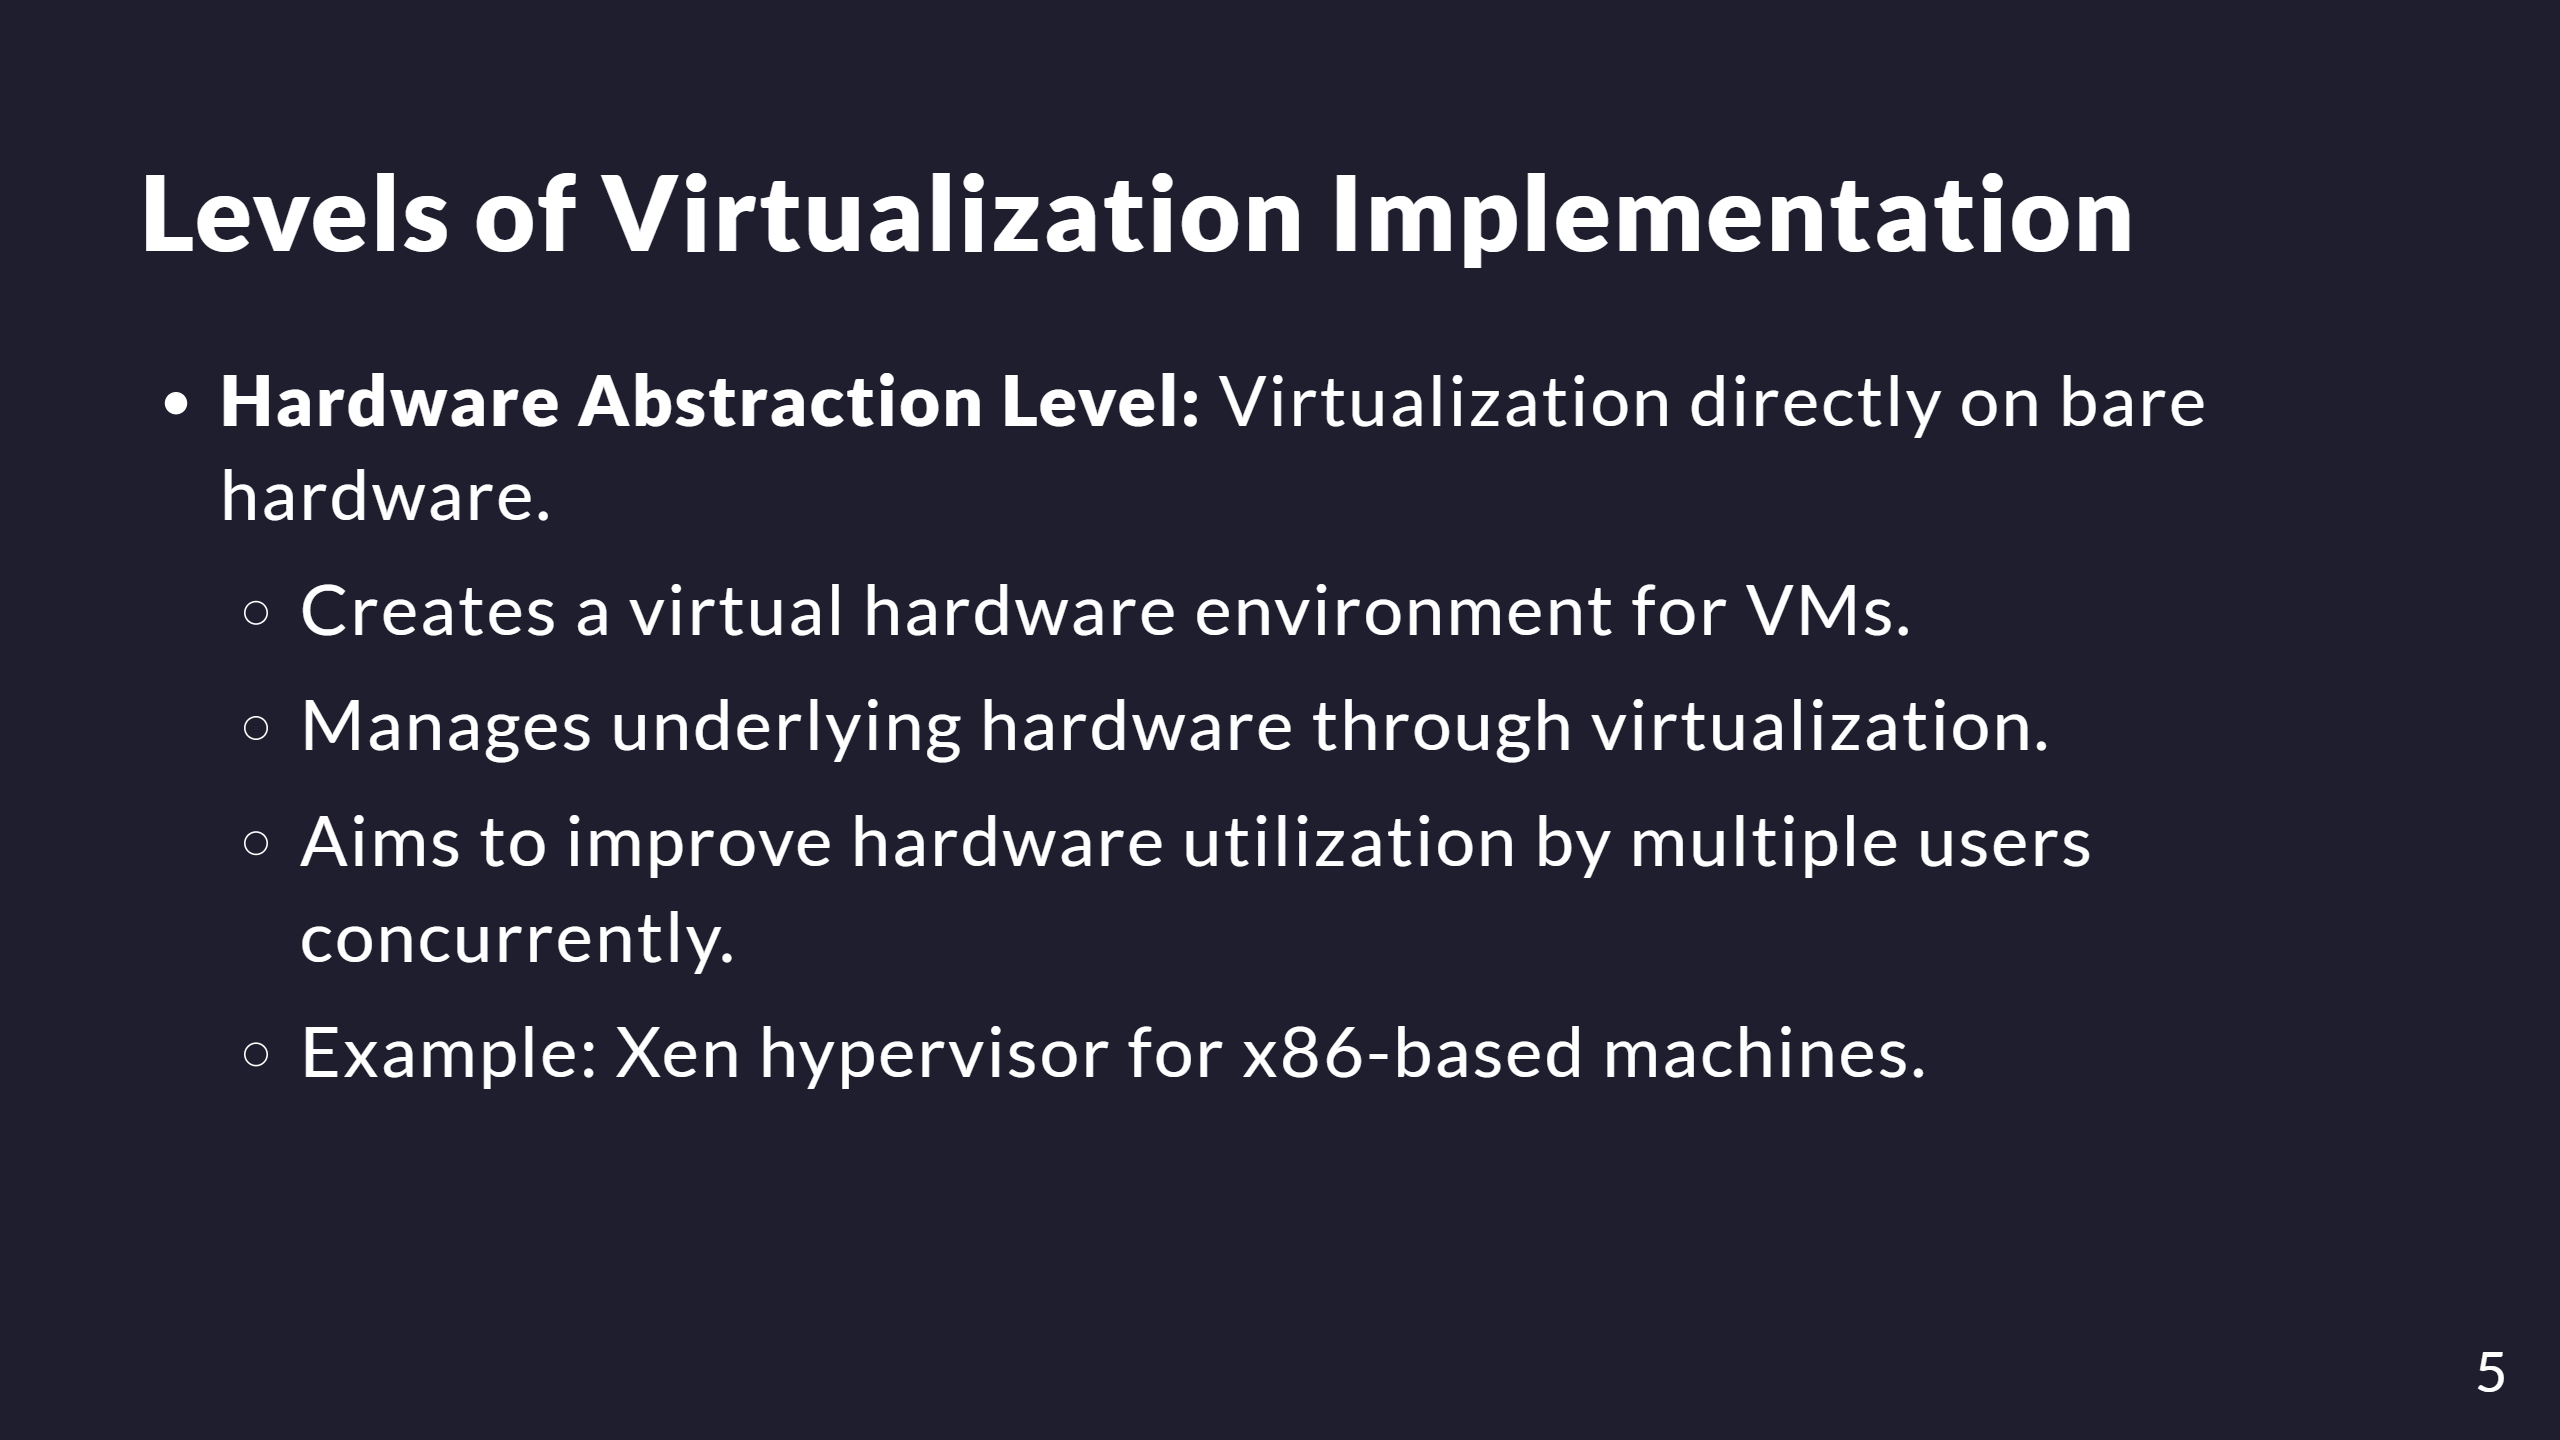 Levels of Virtualization Implementation
• Hardware Abstraction Level: Virtualization directly on bare
hardware.
○ Creates a virtual hardware environment for VMs.
○ Manages underlying hardware through virtualization.
○ Aims to improve hardware utilization by multiple users
concurrently.
○ Example: Xen hypervisor for x86-based machines.
5